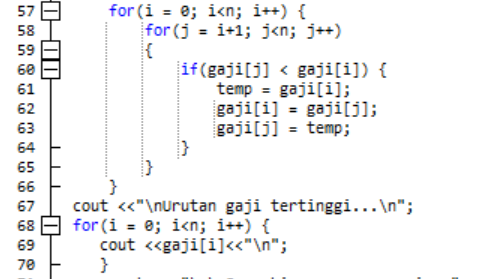 57 for(i = 0; i<n; i++) {
58 for(j = i+1; j<n; j++)
59 {
60 if(gaji[j] < gaji[i]) {
61 temp = gaji[i];
62 gaji[i] = gaji[j];
63 gaji[j] = temp;
64 }
65 }
66 }
67 cout <<"\nUrutan gaji tertinggi...\n";
68 for(i = 0; i<n; i++) {
69 cout <<gaji[i]<<"\n";
70 }